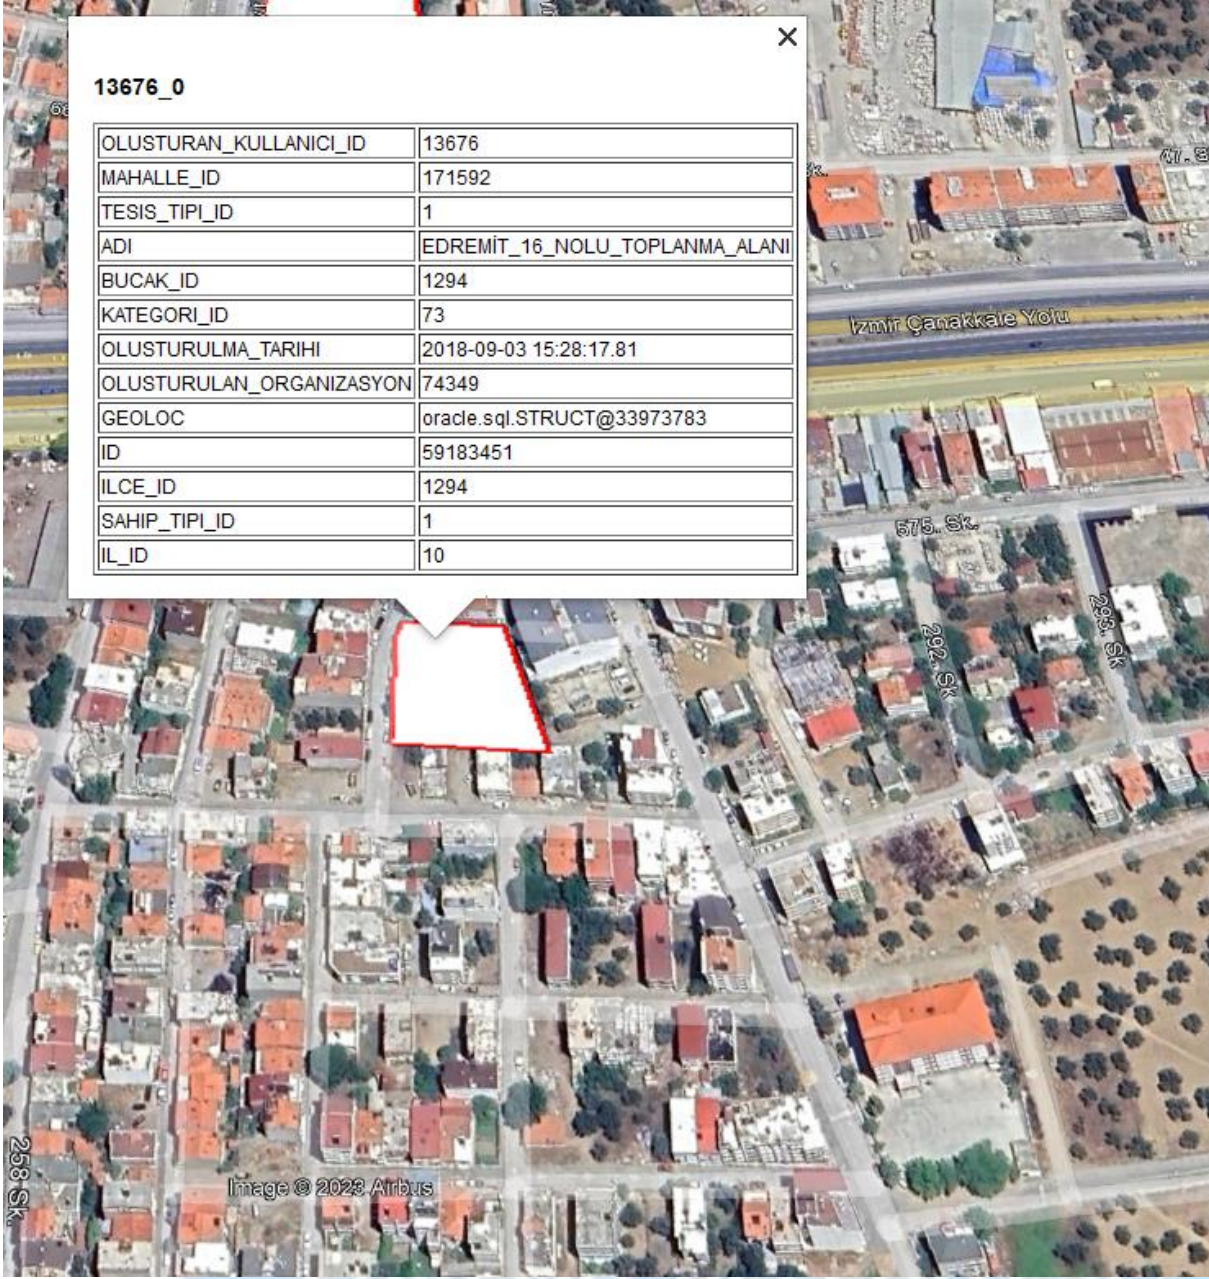 13676_0
OLUSTURAN_KULLANICI_ID 13676
MAHALLE_ID 171592
TESIS_TIPI_ID 1
ADI EDREMİT_16_NOLU_TOPLANMA_ALANI
BUCAK_ID 1294
KATEGORI_ID 73
OLUSTURULMA_TARIHI 2018-09-03 15:28:17.81
OLUSTURULAN_ORGANIZASYON 74349
GEOLOC oracle.sql.STRUCT@33973783
ID 59183451
ILCE_ID 1294
SAHIP_TIPI_ID 1
IL_ID 10
İzmir Çanakkale Yolu
575. Sk.
292. Sk
293. Sk
258 Sk.
Image © 2023 Airbus